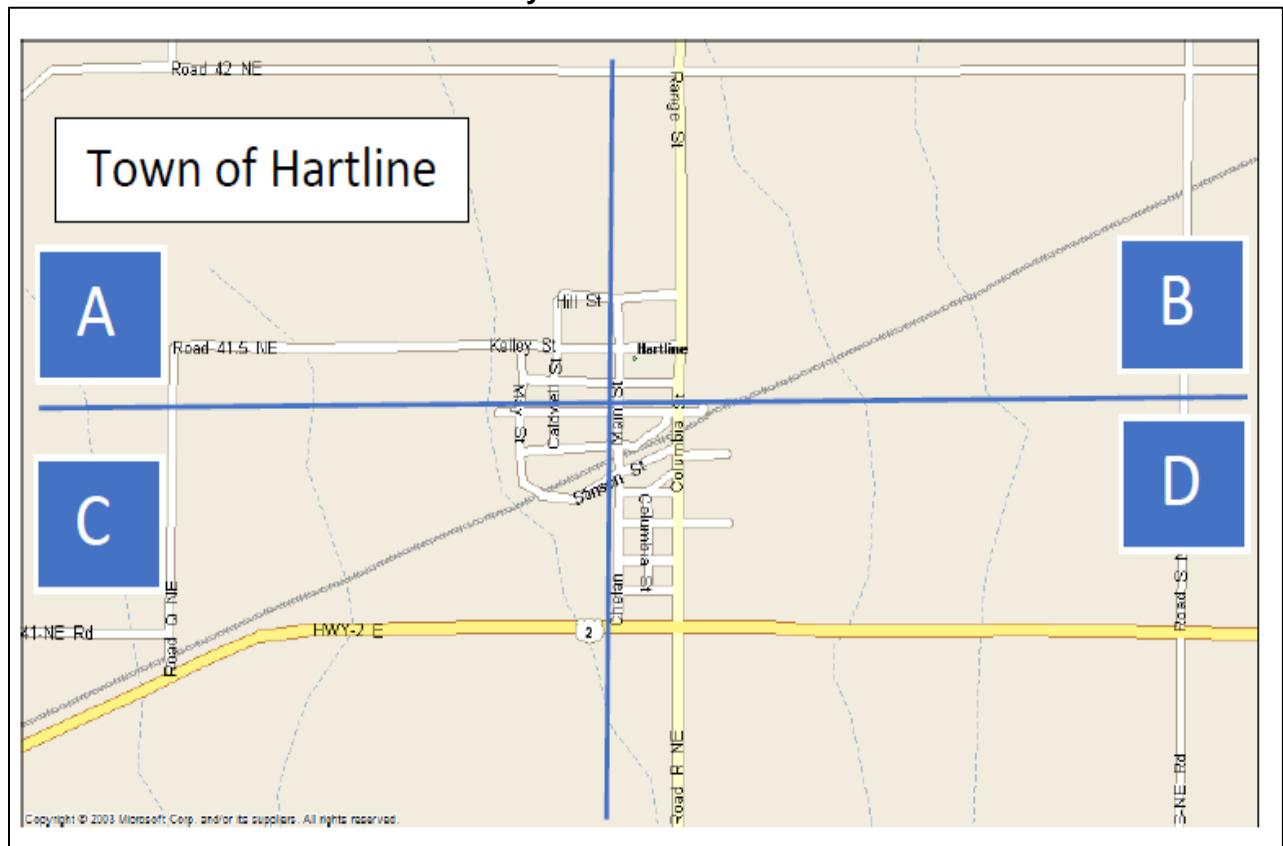 Road 42 NE
Range St
Town of Hartline
A
B
Hill St
Road 41.5 NE
Kelley St
Hartline
May St
Caldwell St
Main St
Columbia St
C
D
Columbia St
Chelan
41-NE Rd
Road Q NE
HWY-2 E
2
Road S N
Road R NE
S-NE Rd
Copyright © 2003 Microsoft Corp. and/or its suppliers. All rights reserved.